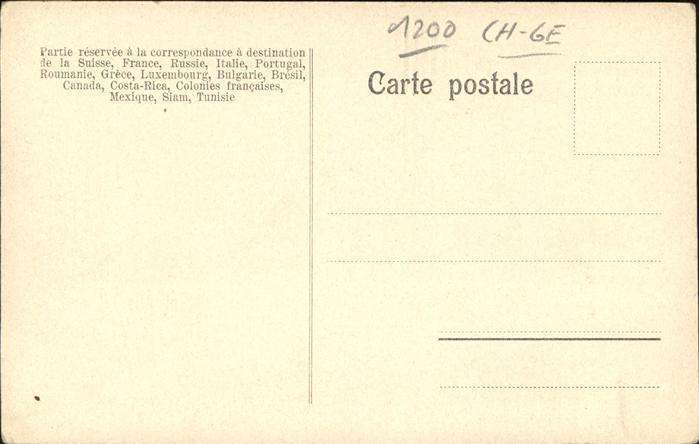 1200 CH-GE
Partie réservée à la correspondance à destination
de la Suisse, France, Russie, Italie, Portugal,
Roumanie, Grèce, Luxembourg, Bulgarie, Brésil,
Canada, Costa-Rica, Colonies françaises,
Mexique, Siam, Tunisie
Carte postale